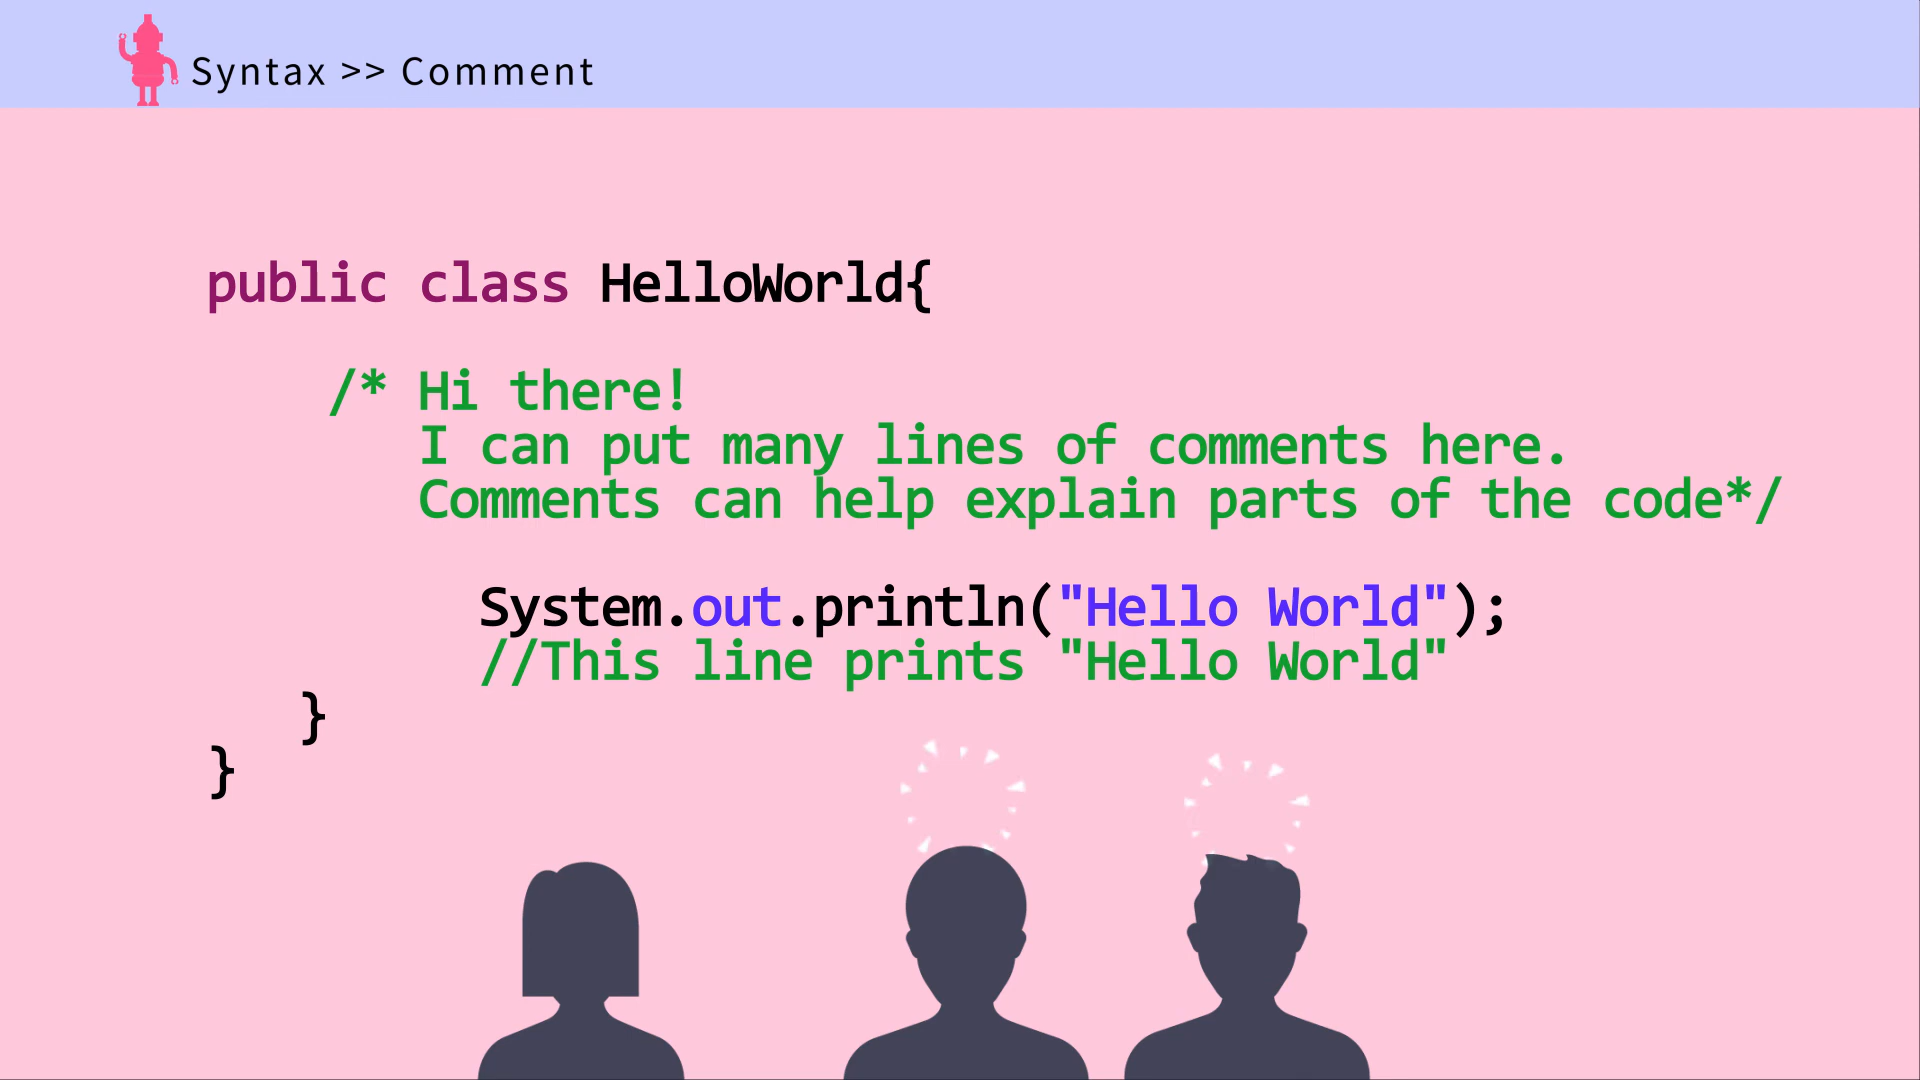 Syntax >> Comment
public class HelloWorld{
/* Hi there!
I can put many lines of comments here.
Comments can help explain parts of the code*/
System.out.println("Hello World");
//This line prints "Hello World"
}
}